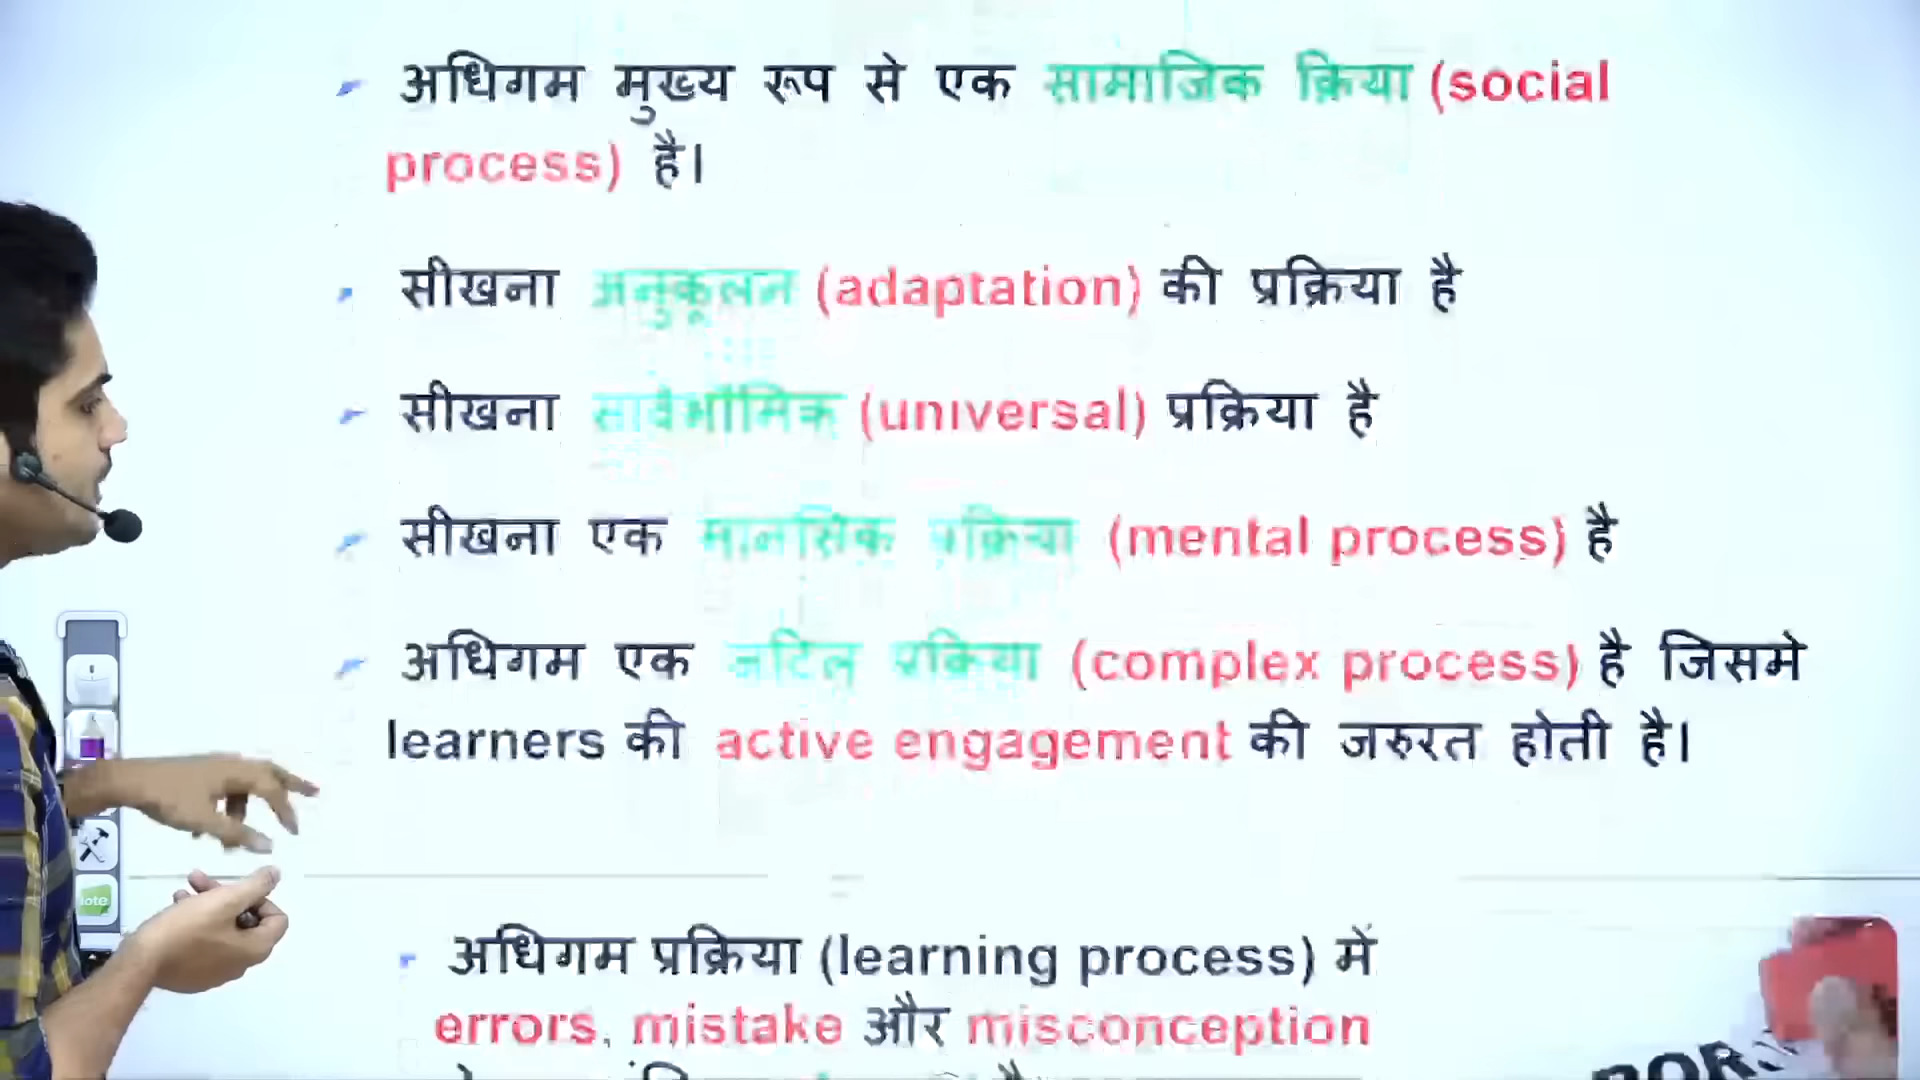 अधिगम मुख्य रूप से एक सामाजिक क्रिया (social
process) है।
सीखना अनुकूलन (adaptation) की प्रक्रिया है
सीखना सार्वभौमिक (universal) प्रक्रिया है
सीखना एक मानसिक प्रक्रिया (mental process) है
अधिगम एक जटिल प्रक्रिया (complex process) है जिसमे
learners की active engagement की जरुरत होती है।
अधिगम प्रक्रिया (learning process) में
errors, mistake और misconception